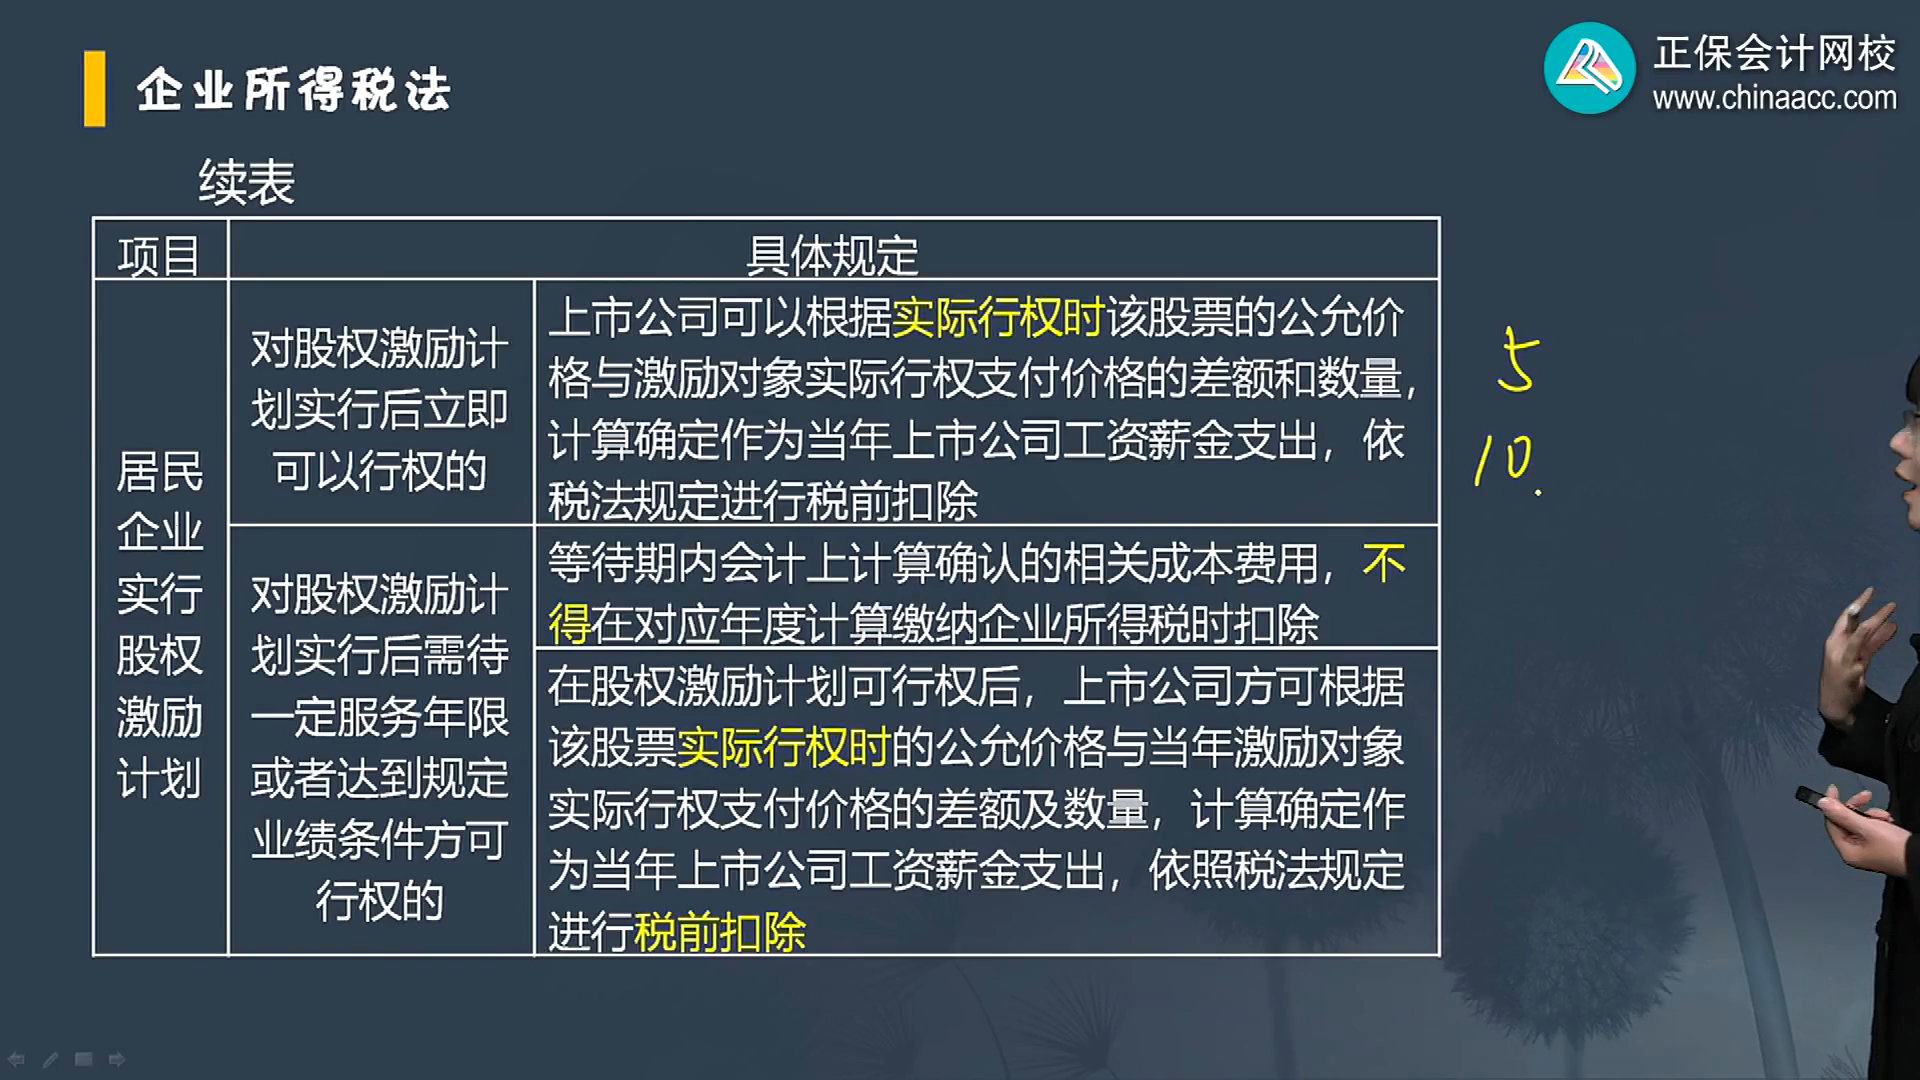 企业所得税法
正保会计网校
www.chinaacc.com
续表
项目
具体规定
居民
企业
实行
股权
激励
计划
对股权激励计
划实行后立即
可以行权的
上市公司可以根据实际行权时该股票的公允价
格与激励对象实际行权支付价格的差额和数量，
计算确定作为当年上市公司工资薪金支出，依
税法规定进行税前扣除
对股权激励计
划实行后需待
一定服务年限
或者达到规定
业绩条件方可
行权的
等待期内会计上计算确认的相关成本费用，不
得在对应年度计算缴纳企业所得税时扣除
在股权激励计划可行权后，上市公司方可根据
该股票实际行权时的公允价格与当年激励对象
实际行权支付价格的差额及数量，计算确定作
为当年上市公司工资薪金支出，依照税法规定
进行税前扣除
5
10.